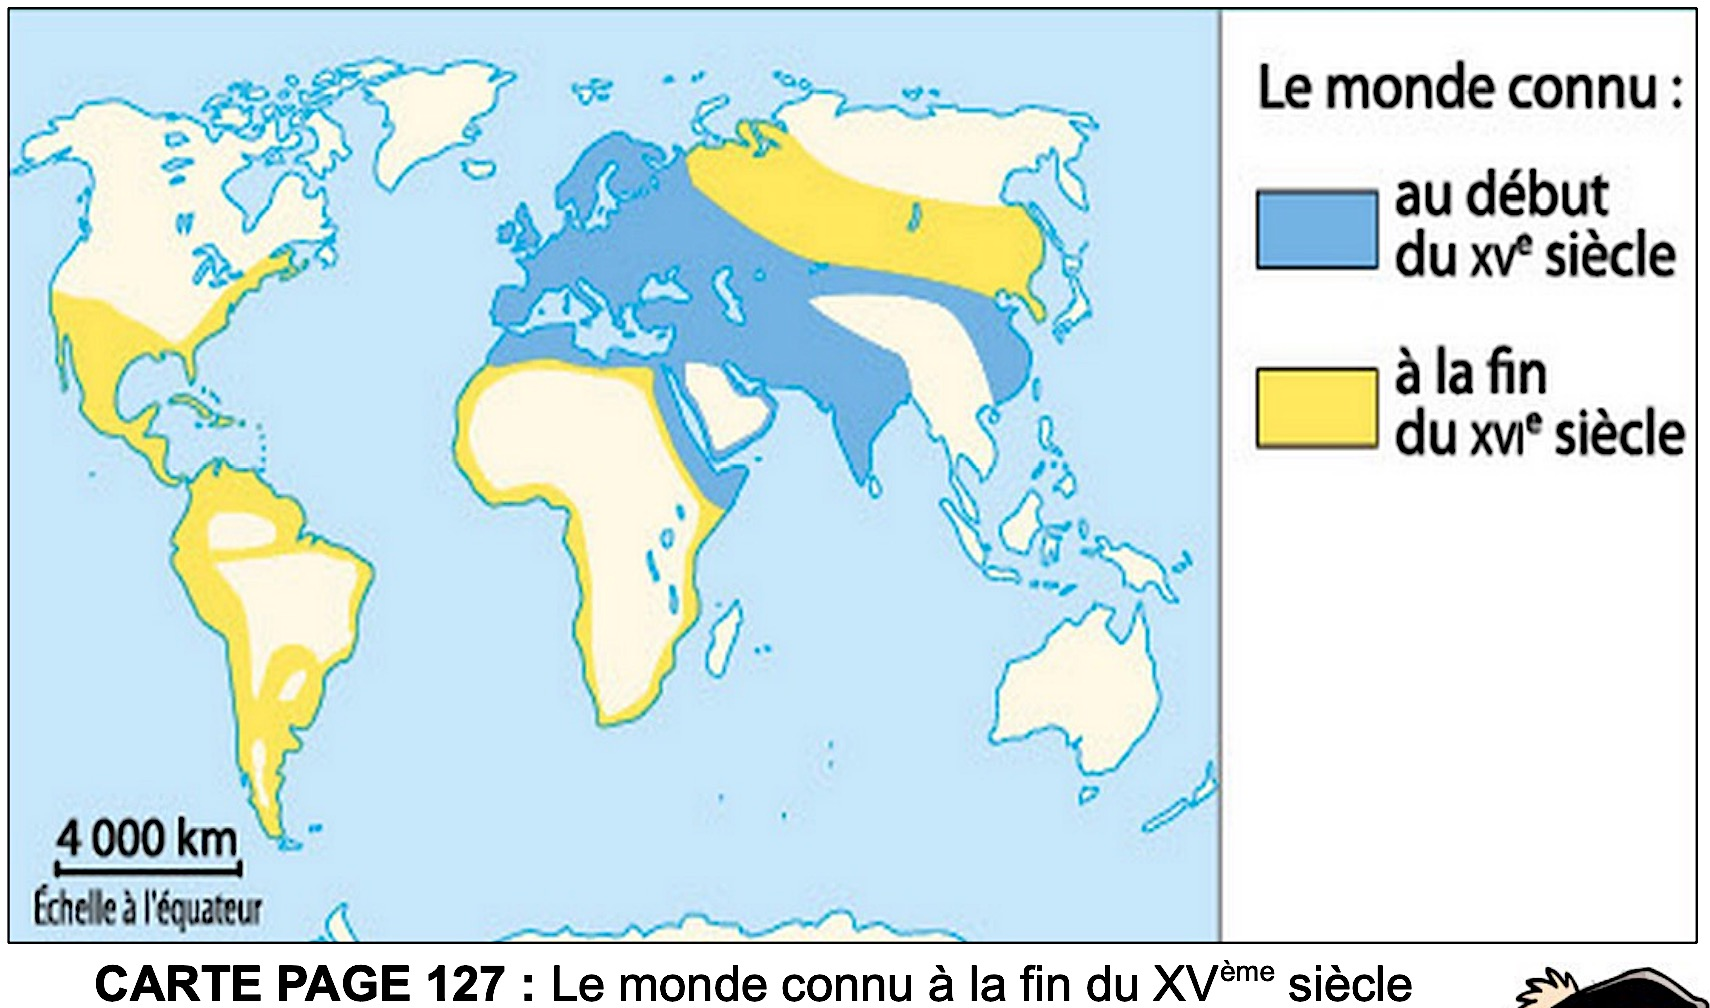 Le monde connu :
au début
du XVe siècle
à la fin
du XVIe siècle
4 000 km
Échelle à l'équateur
CARTE PAGE 127 : Le monde connu à la fin du XVème siècle